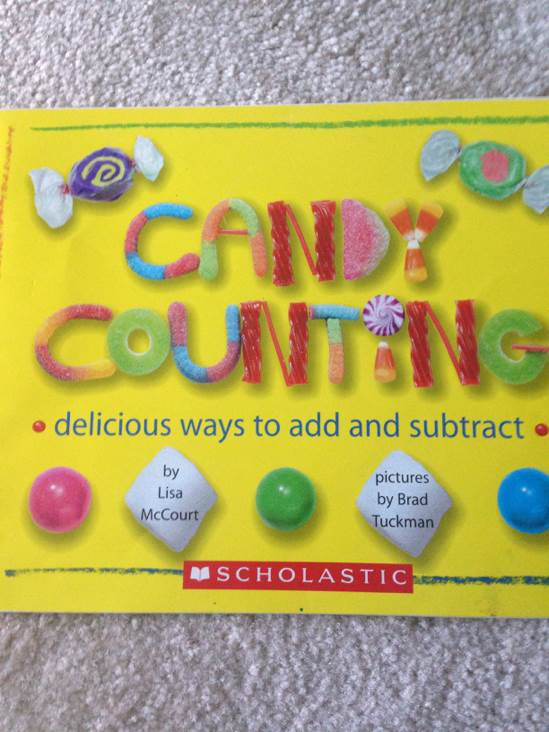 CANDY
COUNTING
• delicious ways to add and subtract •
by
Lisa
McCourt
pictures
by Brad
Tuckman
SCHOLASTIC